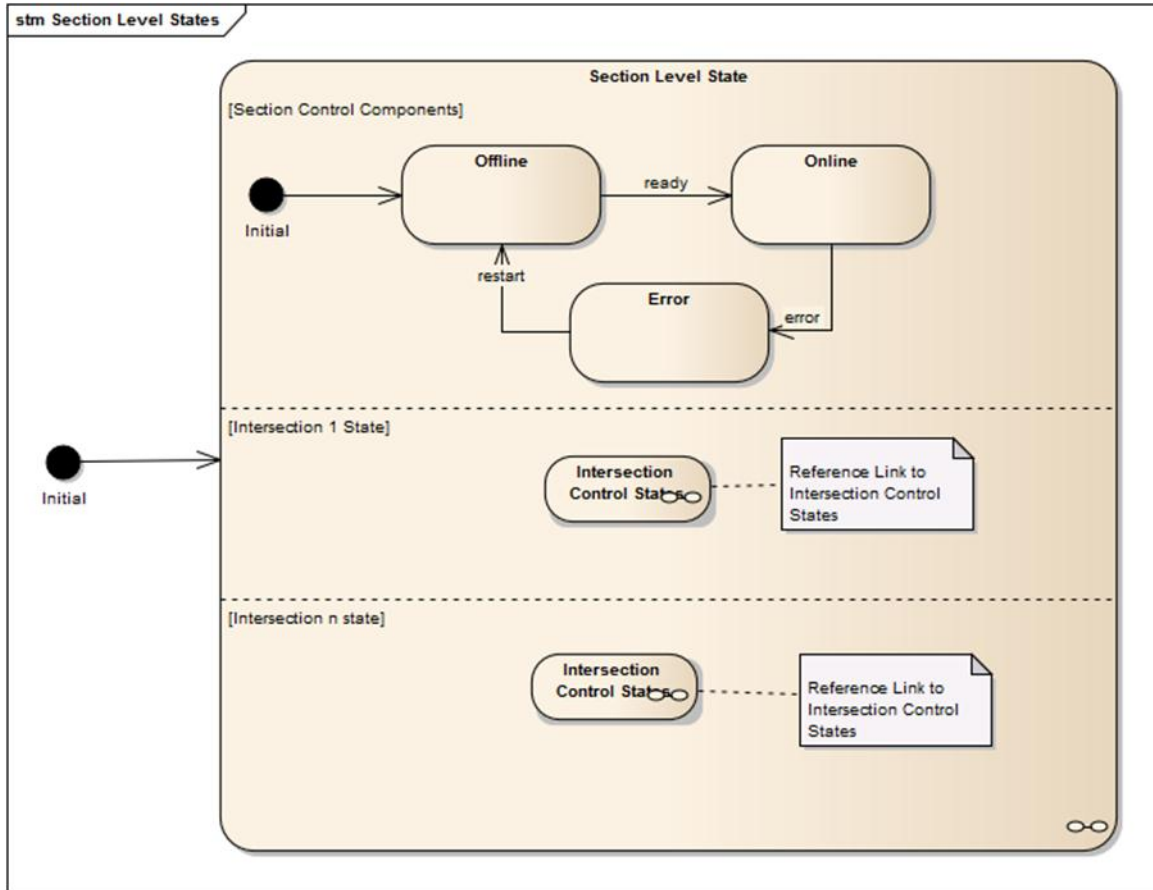 stm Section Level States
Section Level State
[Section Control Components]
Offline
Online
ready
Initial
restart
Error
error
[Intersection 1 State]
Intersection
Control States
Reference Link to
Intersection Control
States
Initial
[Intersection n state]
Intersection
Control States
Reference Link to
Intersection Control
States